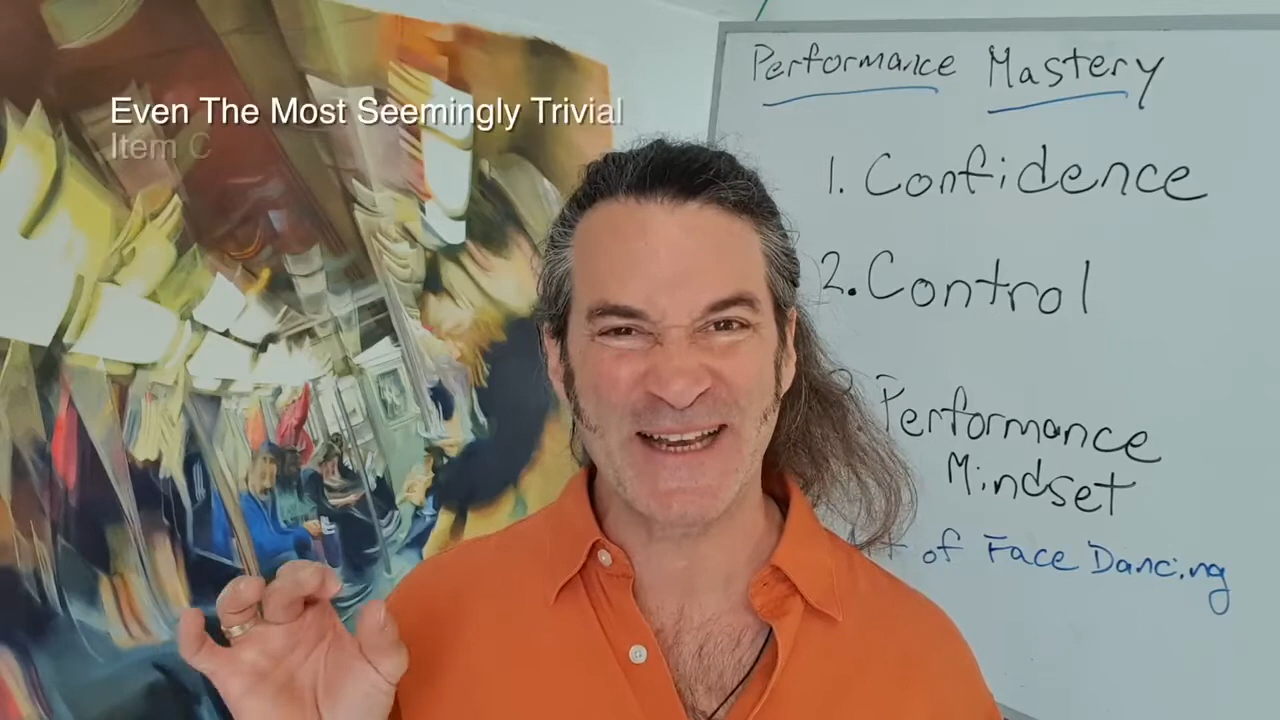 Even The Most Seemingly Trivial
Item C
Performance Mastery
1. Confidence
2. Control
Performance
Mindset
of Face Dancing